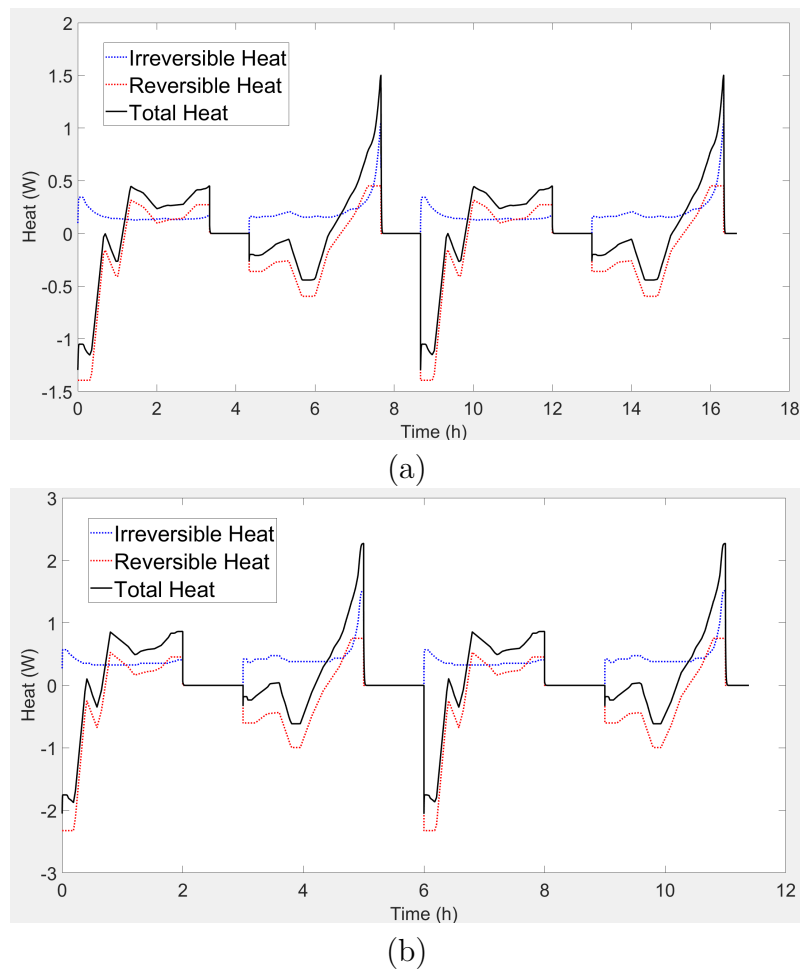 2
1.5
1
0.5
0
-0.5
-1
-1.5
Heat (W)
Irreversible Heat
Reversible Heat
Total Heat
0 2 4 6 8 10 12 14 16 18
Time (h)
(a)
3
2
1
0
-1
-2
-3
Heat (W)
Irreversible Heat
Reversible Heat
Total Heat
0 2 4 6 8 10 12
Time (h)
(b)